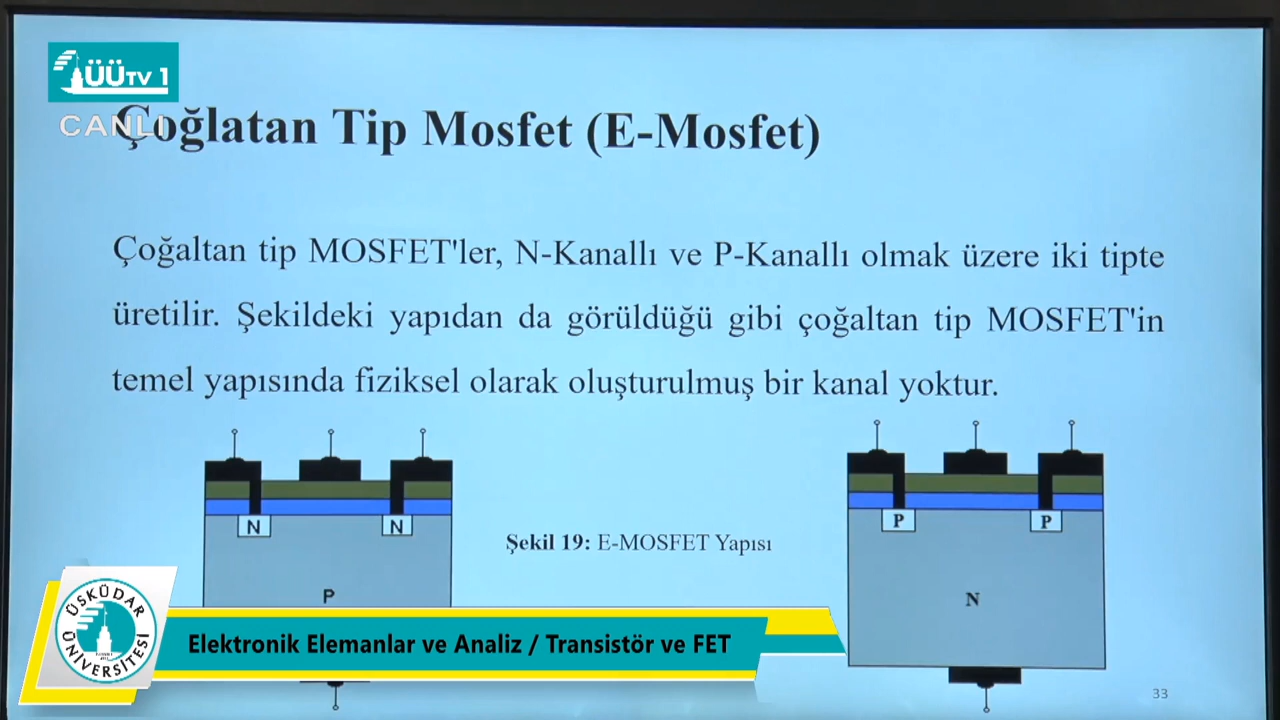 ÜÜTV 1
CANLI
Çoğlatan Tip Mosfet (E-Mosfet)
Çoğaltan tip MOSFET'ler, N-Kanallı ve P-Kanallı olmak üzere iki tipte
üretilir. Şekildeki yapıdan da görüldüğü gibi çoğaltan tip MOSFET'in
temel yapısında fiziksel olarak oluşturulmuş bir kanal yoktur.
N N
P
Şekil 19: E-MOSFET Yapısı
P P
N
ÜSKÜDAR ÜNİVERSİTESİ
Elektronik Elemanlar ve Analiz / Transistör ve FET
33